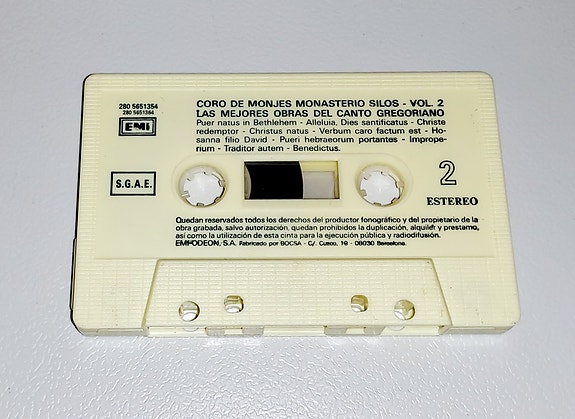 280 5651354
280 5651364
EMI
CORO DE MONJES MONASTERIO SILOS - VOL. 2
LAS MEJORES OBRAS DEL CANTO GREGORIANO
Puer natus in Bethlehem - Alleluia, Dies santificatus - Christe
redemptor - Christus natus - Verbum caro factum est - Ho-
sanna filio David - Pueri hebraeorum portantes - Imprope-
rium - Traditor autem - Benedictus.
S.G.A.E.
2
ESTEREO
Quedan reservados todos los derechos del productor fonográfico y del propietario de la
obra grabada, salvo autorización, quedan prohibidos la duplicación, alquiler y prestamo,
así como la utilización de esta cinta para la ejecución pública y radiodifusión.
EMI-ODEON, S.A. Fabricado por BOCSA - C/. Cuzco, 19 - 08030 Barcelona.